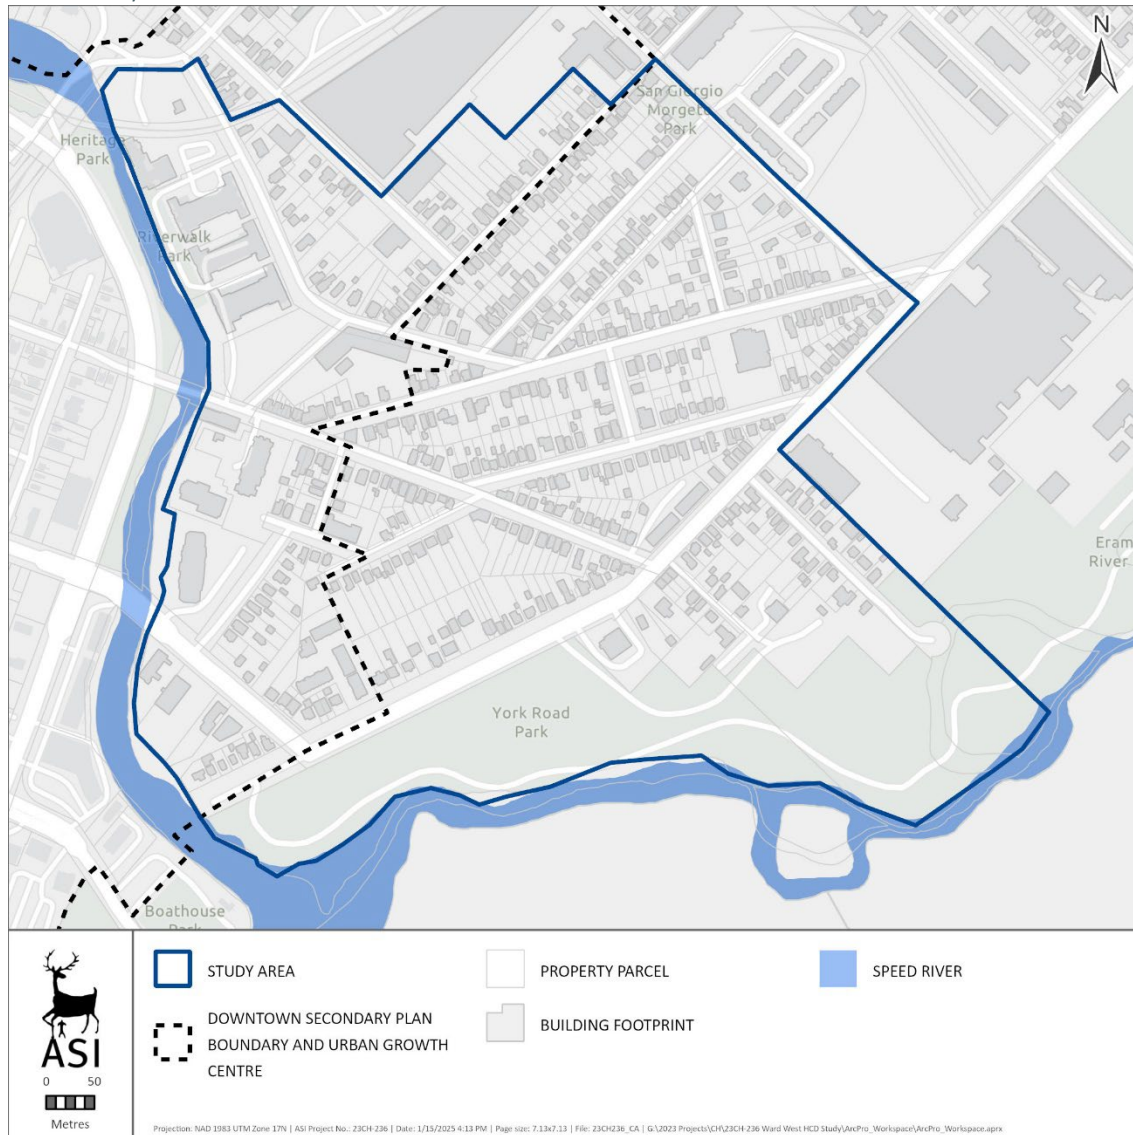 N
San Giorgio
Morgeto
Park
Heritage
Park
Riverwalk
Park
Eram
River
York Road
Park
Boathouse
Park
ASI
0 50
Metres
STUDY AREA
DOWNTOWN SECONDARY PLAN
BOUNDARY AND URBAN GROWTH
CENTRE
PROPERTY PARCEL
BUILDING FOOTPRINT
SPEED RIVER
Projection: NAD 1983 UTM Zone 17N | ASI Project No.: 23CH-236 | Date: 1/15/2025 4:13 PM | Page size: 7.13x7.13 | File: 23CH236_CA | G:\2023 Projects\CH\23CH-236 Ward West HCD Study\ArcPro_Workspace\ArcPro_Workspace.aprx